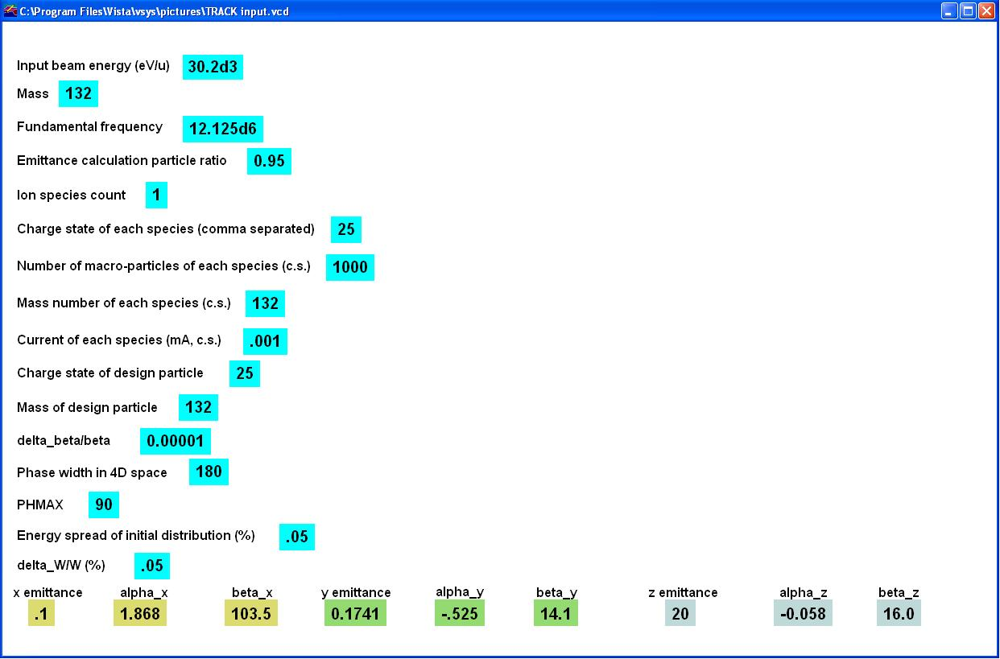 C:\Program Files\Vista\vsys\pictures\TRACK input.vcd
Input beam energy (eV/u) 30.2d3
Mass 132
Fundamental frequency 12.125d6
Emittance calculation particle ratio 0.95
Ion species count 1
Charge state of each species (comma separated) 25
Number of macro-particles of each species (c.s.) 1000
Mass number of each species (c.s.) 132
Current of each species (mA, c.s.) .001
Charge state of design particle 25
Mass of design particle 132
delta_beta/beta 0.00001
Phase width in 4D space 180
PHMAX 90
Energy spread of initial distribution (%) .05
delta_W/W (%) .05
x emittance alpha_x beta_x y emittance alpha_y beta_y z emittance alpha_z beta_z
.1 1.868 103.5 0.1741 -.525 14.1 20 -0.058 16.0